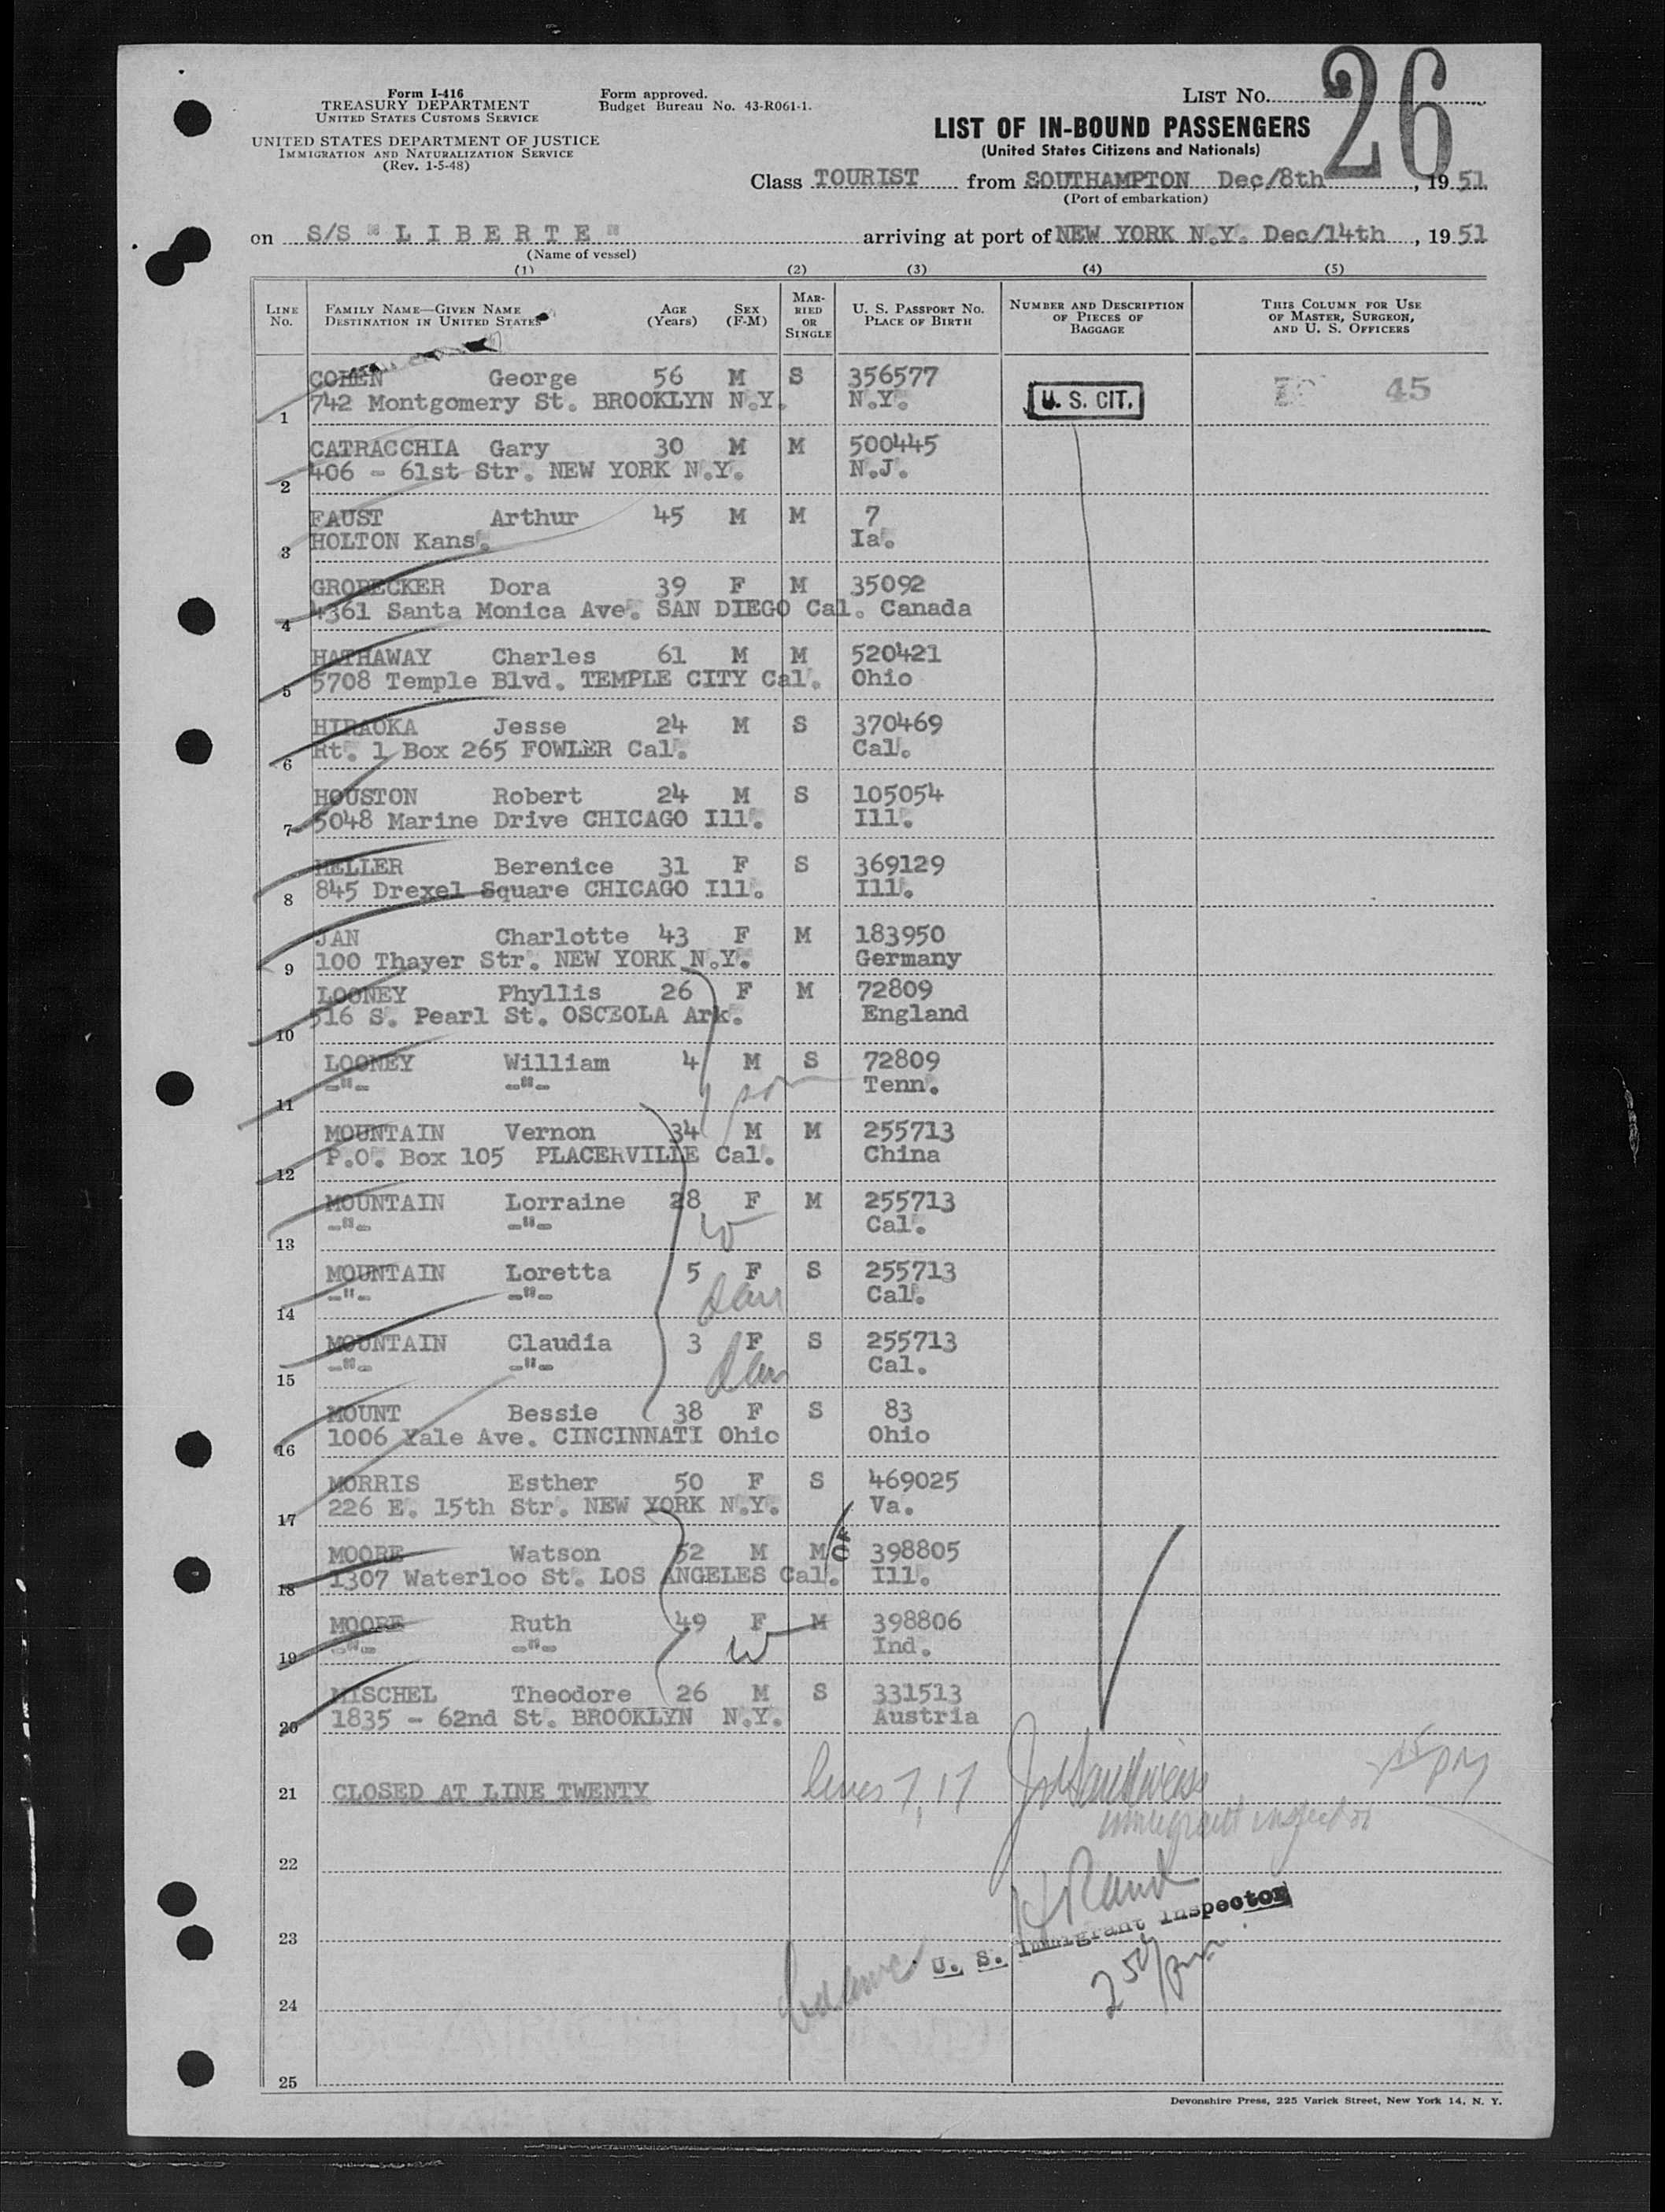 Form I-416
TREASURY DEPARTMENT
UNITED STATES CUSTOMS SERVICE
UNITED STATES DEPARTMENT OF JUSTICE
IMMIGRATION AND NATURALIZATION SERVICE
(Rev. 1-5-48)
Form approved.
Budget Bureau No. 43-R061-1.
LIST No. 26
LIST OF IN-BOUND PASSENGERS
(United States Citizens and Nationals)
Class TOURIST from SOUTHAMPTON Dec/8th, 19 51
(Port of embarkation)
on S/S "LIBERTE" arriving at port of NEW YORK N.Y. Dec/14th, 19 51
(Name of vessel)
(1) (2) (3) (4) (5)
LINE No. FAMILY NAME—GIVEN NAME DESTINATION IN UNITED STATES AGE (Years) SEX (F-M) MARRIED OR SINGLE U. S. PASSPORT No. PLACE OF BIRTH NUMBER AND DESCRIPTION OF PIECES OF BAGGAGE THIS COLUMN FOR USE OF MASTER, SURGEON, AND U. S. OFFICERS
COHEN George 56 M S 356577 45
1 742 Montgomery St. BROOKLYN N.Y. N.Y. U. S. CIT.
CATRACCHIA Gary 30 M M 500445
2 406 - 61st Str. NEW YORK N.Y. N.J.
FAUST Arthur 45 M M 7
3 HOLTON Kans. Ia.
GROBECKER Dora 39 F M 35092
4 4361 Santa Monica Ave. SAN DIEGO Cal. Canada
HATHAWAY Charles 61 M M 520421
5 5708 Temple Blvd. TEMPLE CITY Cal. Ohio
HIRAOKA Jesse 24 M S 370469
6 Rt. 1 Box 265 FOWLER Cal. Cal.
HOUSTON Robert 24 M S 105054
7 5048 Marine Drive CHICAGO Ill. Ill.
HELLER Berenice 31 F S 369129
8 845 Drexel Square CHICAGO Ill. Ill.
JAN Charlotte 43 F M 183950
9 100 Thayer Str. NEW YORK N.Y. Germany
LOONEY Phyllis 26 F M 72809
10 516 S. Pearl St. OSCEOLA Ark. England
LOONEY William 4 M S 72809
11 -"- -"- son Tenn.
MOUNTAIN Vernon 34 M M 255713
12 P.O. Box 105 PLACERVILLE Cal. China
MOUNTAIN Lorraine 28 F M 255713
13 -"- -"- W Cal.
MOUNTAIN Loretta 5 F S 255713
14 -"- -"- dau Cal.
MOUNTAIN Claudia 3 F S 255713
15 -"- -"- dau Cal.
MOUNT Bessie 38 F S 83
16 1006 Yale Ave. CINCINNATI Ohio Ohio
MORRIS Esther 50 F S 469025
17 226 E. 15th Str. NEW YORK N.Y. Va.
MOORE Watson 52 M M OK 398805
18 1307 Waterloo St. LOS ANGELES Cal. Ill.
MOORE Ruth 49 F M 398806
19 -"- -"- W Ind.
MISCHEL Theodore 26 M S 331513
20 1835 - 62nd St. BROOKLYN N.Y. Austria
21 CLOSED AT LINE TWENTY lines 7, 17
immigrant inspector
22
H Rand
23 U. S. Immigrant Inspector
balance
24 2 50/pm
25
Devonshire Press, 225 Varick Street, New York 14, N. Y.